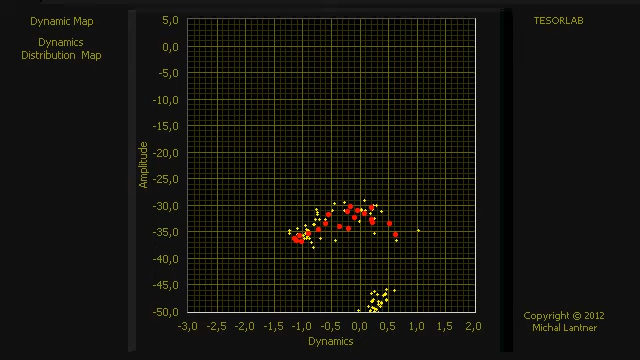 Dynamic Map
Dynamics
Distribution Map
TESORLAB
5,0
0,0
-5,0
-10,0
-15,0
-20,0
-25,0
-30,0
-35,0
-40,0
-45,0
-50,0
Amplitude
-3,0 -2,5 -2,0 -1,5 -1,0 -0,5 0,0 0,5 1,0 1,5 2,0
Dynamics
Copyright © 2012
Michal Lantner